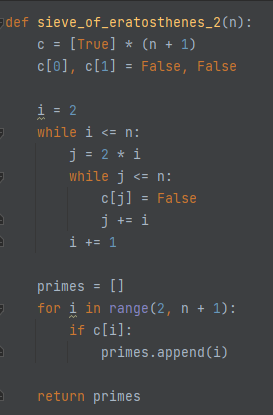 def sieve_of_eratosthenes_2(n):
    c = [True] * (n + 1)
    c[0], c[1] = False, False

    i = 2
    while i <= n:
        j = 2 * i
        while j <= n:
            c[j] = False
            j += i
        i += 1

    primes = []
    for i in range(2, n + 1):
        if c[i]:
            primes.append(i)

    return primes